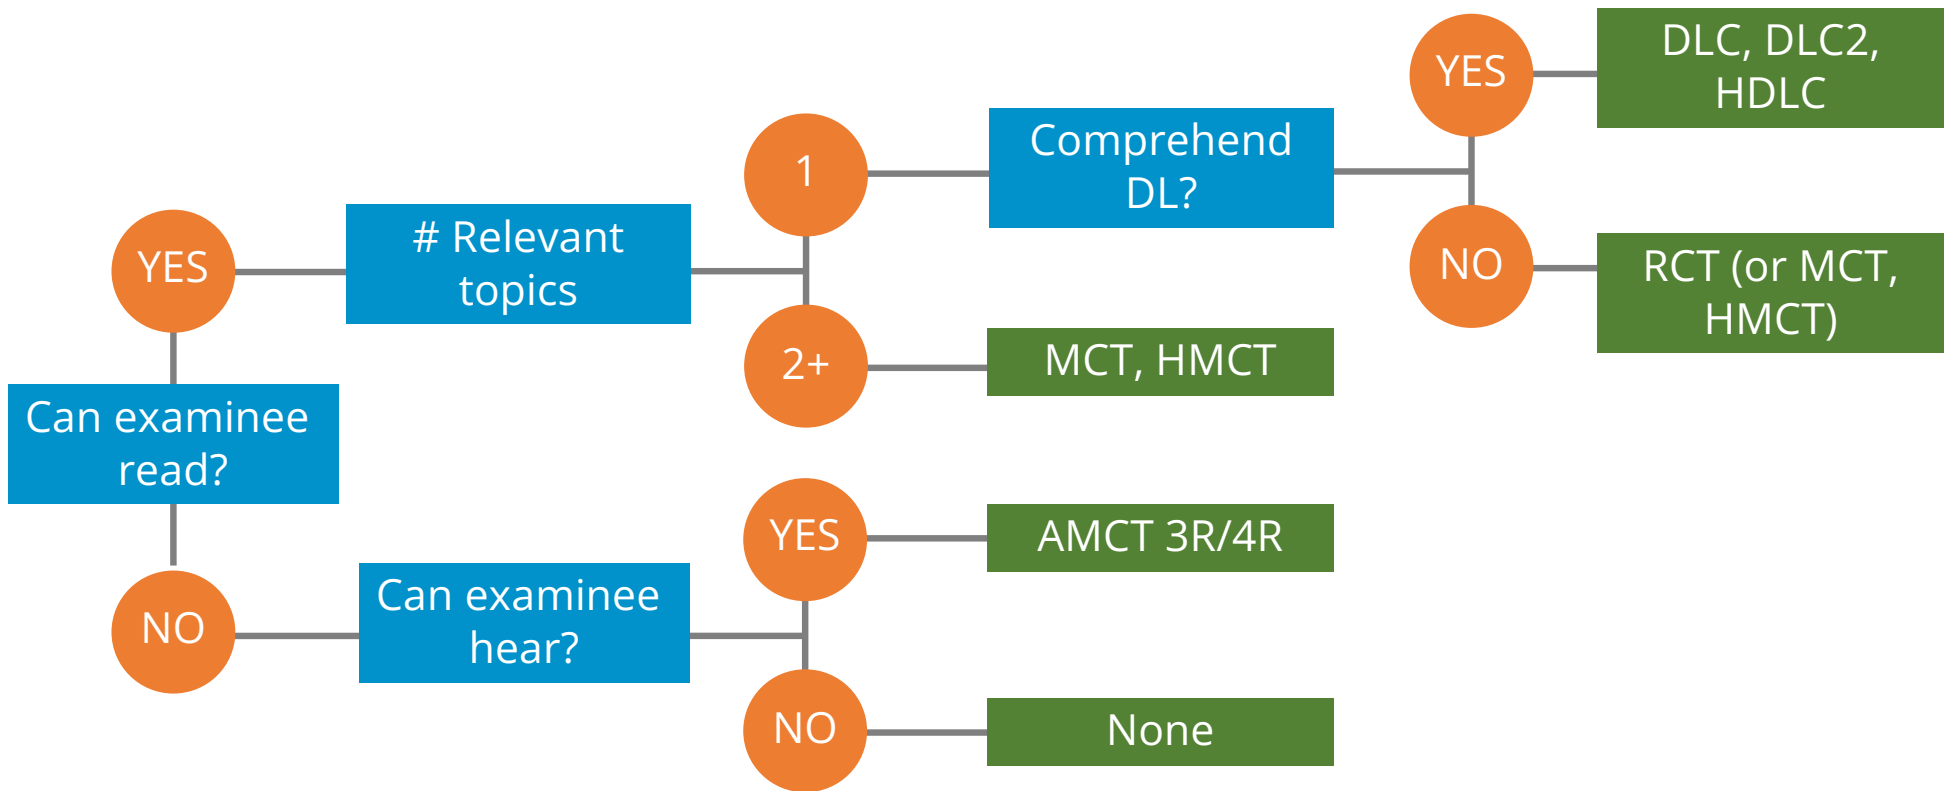 Can examinee
read?
YES
# Relevant
topics
1
Comprehend
DL?
YES
DLC, DLC2,
HDLC
NO
RCT (or MCT,
HMCT)
2+
MCT, HMCT
NO
Can examinee
hear?
YES
AMCT 3R/4R
NO
None